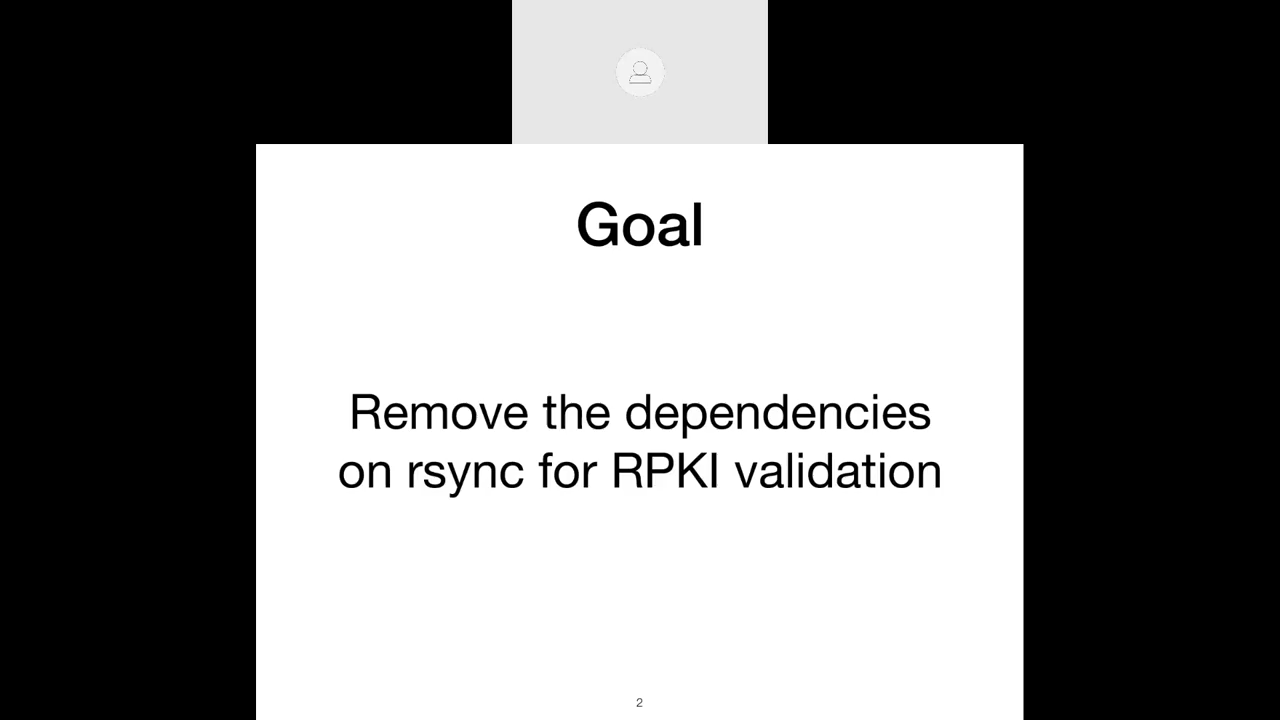 Goal
Remove the dependencies
on rsync for RPKI validation
2